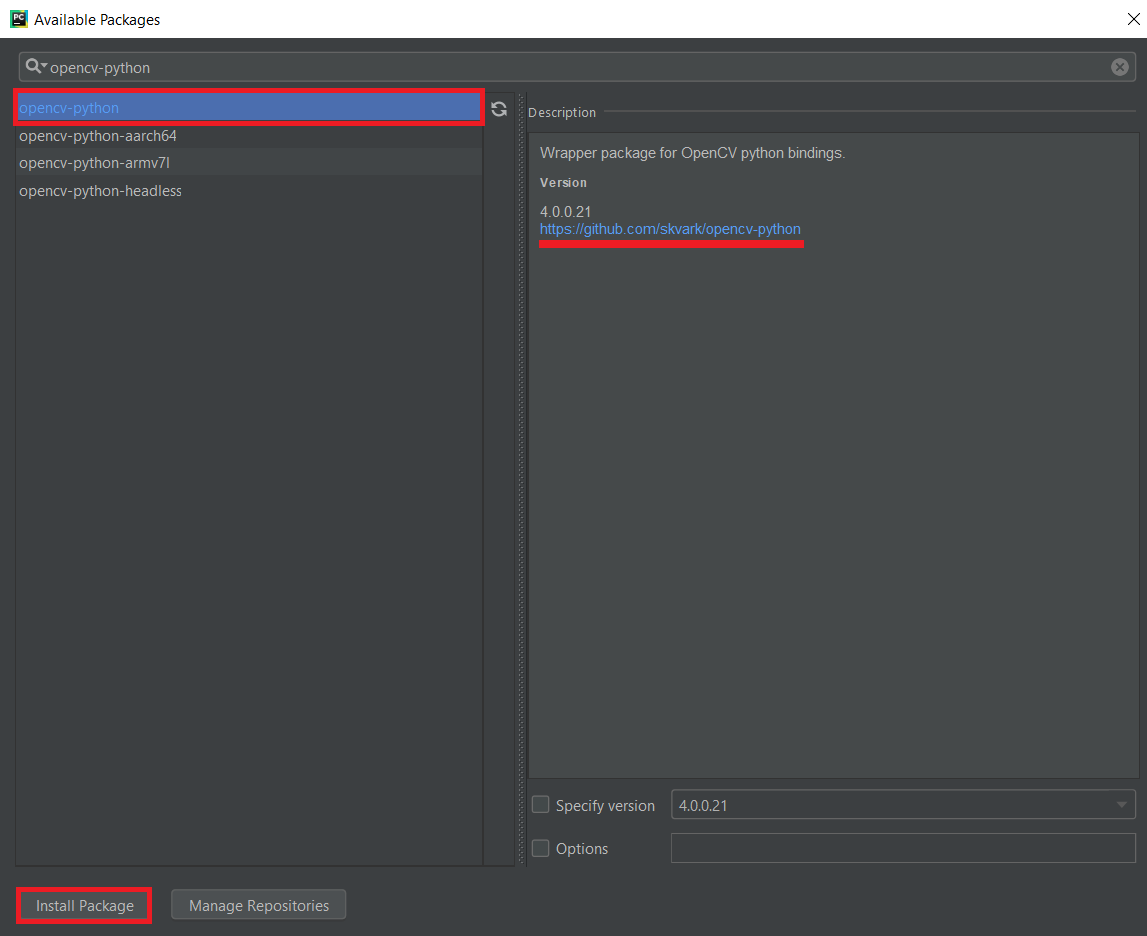 PC
Available Packages
opencv-python
opencv-python
opencv-python-aarch64
opencv-python-armv7l
opencv-python-headless
Description
Wrapper package for OpenCV python bindings.
Version
4.0.0.21
https://github.com/skvark/opencv-python
Specify version
4.0.0.21
Options
Install Package
Manage Repositories